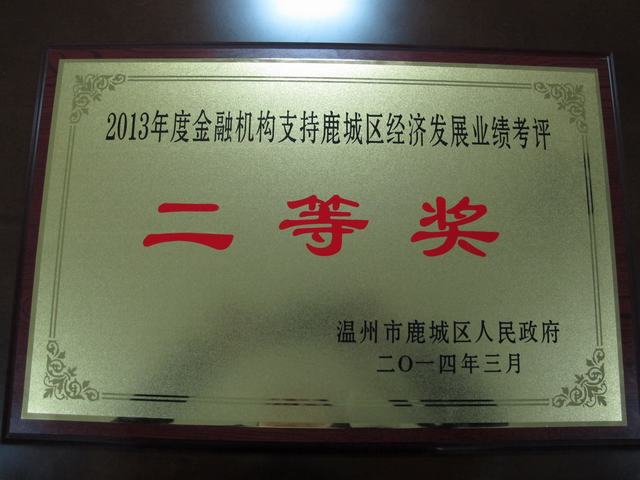 2013年度金融机构支持鹿城区经济发展业绩考评
二等奖
温州市鹿城区人民政府
二〇一四年三月